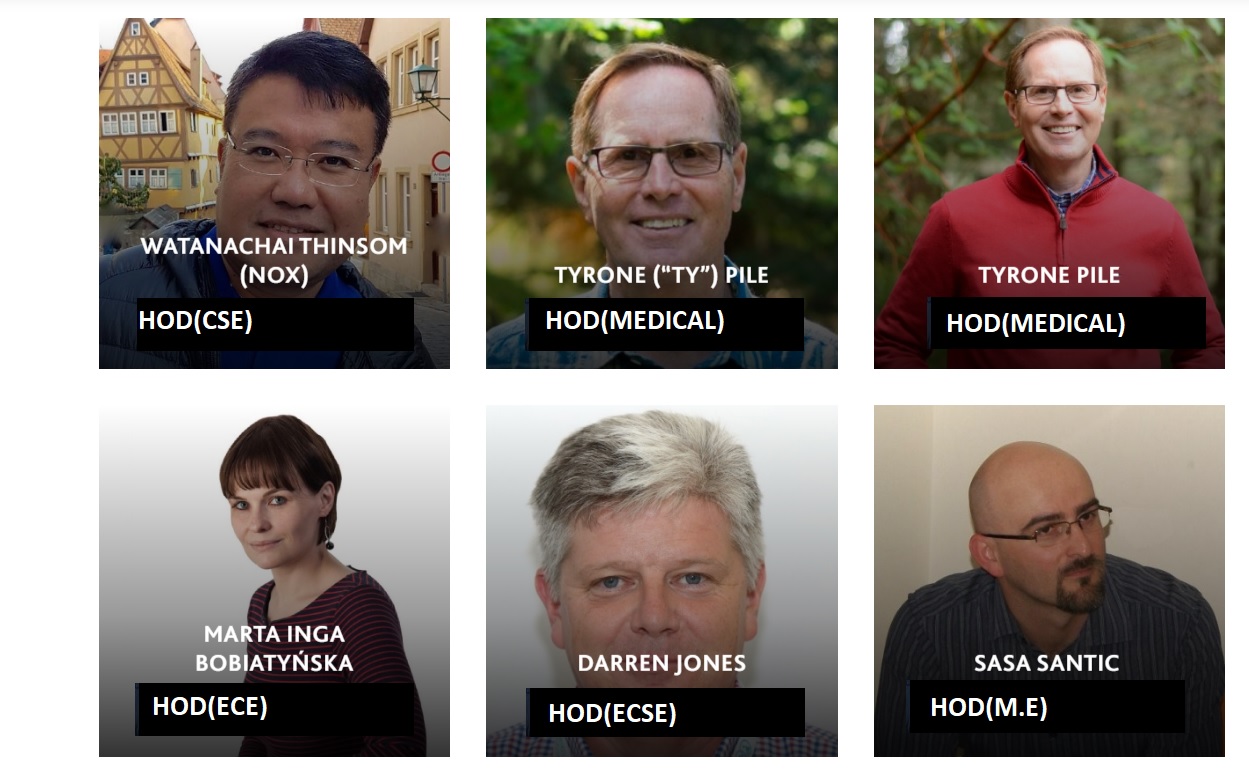 WATANACHAI THINSOM
(NOX)
HOD(CSE)
TYRONE ("TY") PILE
HOD(MEDICAL)
TYRONE PILE
HOD(MEDICAL)
MARTA INGA
BOBIATYŃSKA
HOD(ECE)
DARREN JONES
HOD(ECSE)
SASA SANTIC
HOD(M.E)